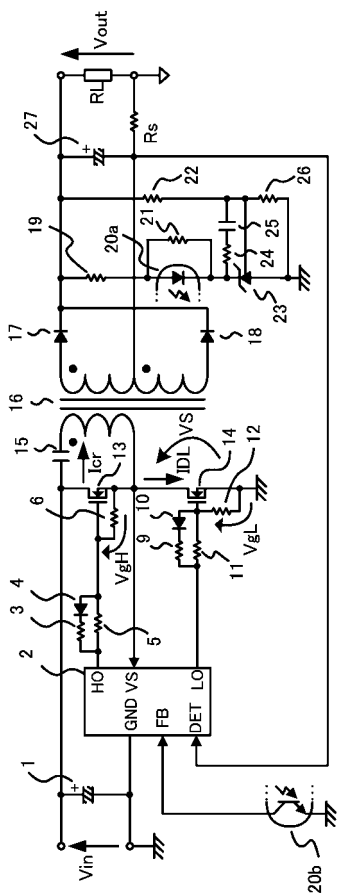 Vin
1
2
HO
GND VS
FB
DET LO
3
4
5
6
VgH
Icr
13
15
16
17
18
19
20a
21
22
23
24
25
26
27
Rs
RL
Vout
VS
IDL
14
12
10
9
11
VgL
20b